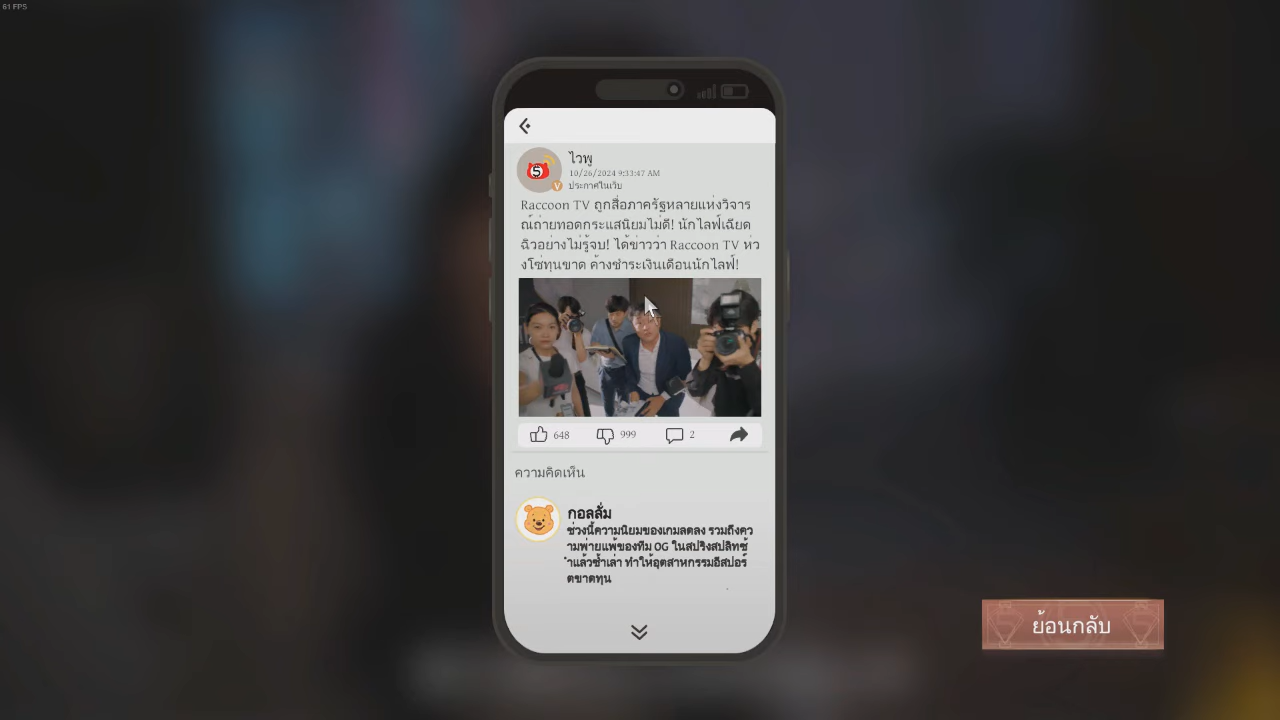 61 FPS
ไวพู
10/26/2024 9:33:47 AM
V
ประกาศในเว็บ
Raccoon TV ถูกสื่อภาครัฐหลายแห่งวิจาร
ณ์ถ่ายทอดกระแสนิยมไม่ดี! นักไลฟ์เฉียด
ฉิวอย่างไม่รู้จบ! ได้ข่าวว่า Raccoon TV ห่ว
งโซ่ทุนขาด ค้างชำระเงินเดือนนักไลฟ์!
648
999
2
ความคิดเห็น
กอลลั่ม
ช่วงนี้ความนิยมของเกมลดลง รวมถึงคว
ามพ่ายแพ้ของทีม OG ในสปริงสปลิทซ้
ำแล้วซ้ำเล่า ทำให้อุตสาหกรรมอีสปอร์
ตขาดทุน
ย้อนกลับ